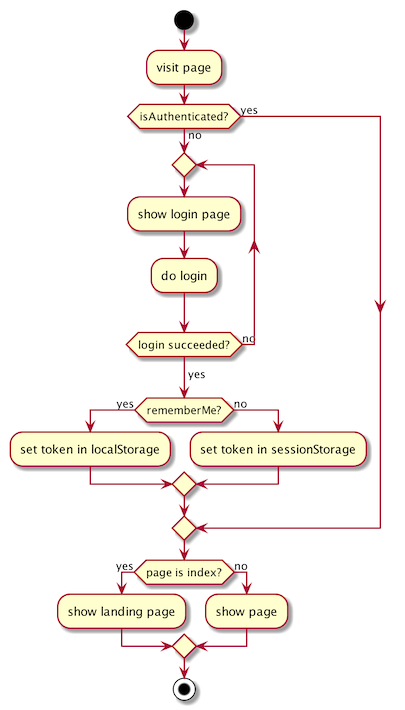 visit page
isAuthenticated?
yes
no
show login page
do login
login succeeded?
no
yes
rememberMe?
yes
no
set token in localStorage
set token in sessionStorage
page is index?
yes
no
show landing page
show page